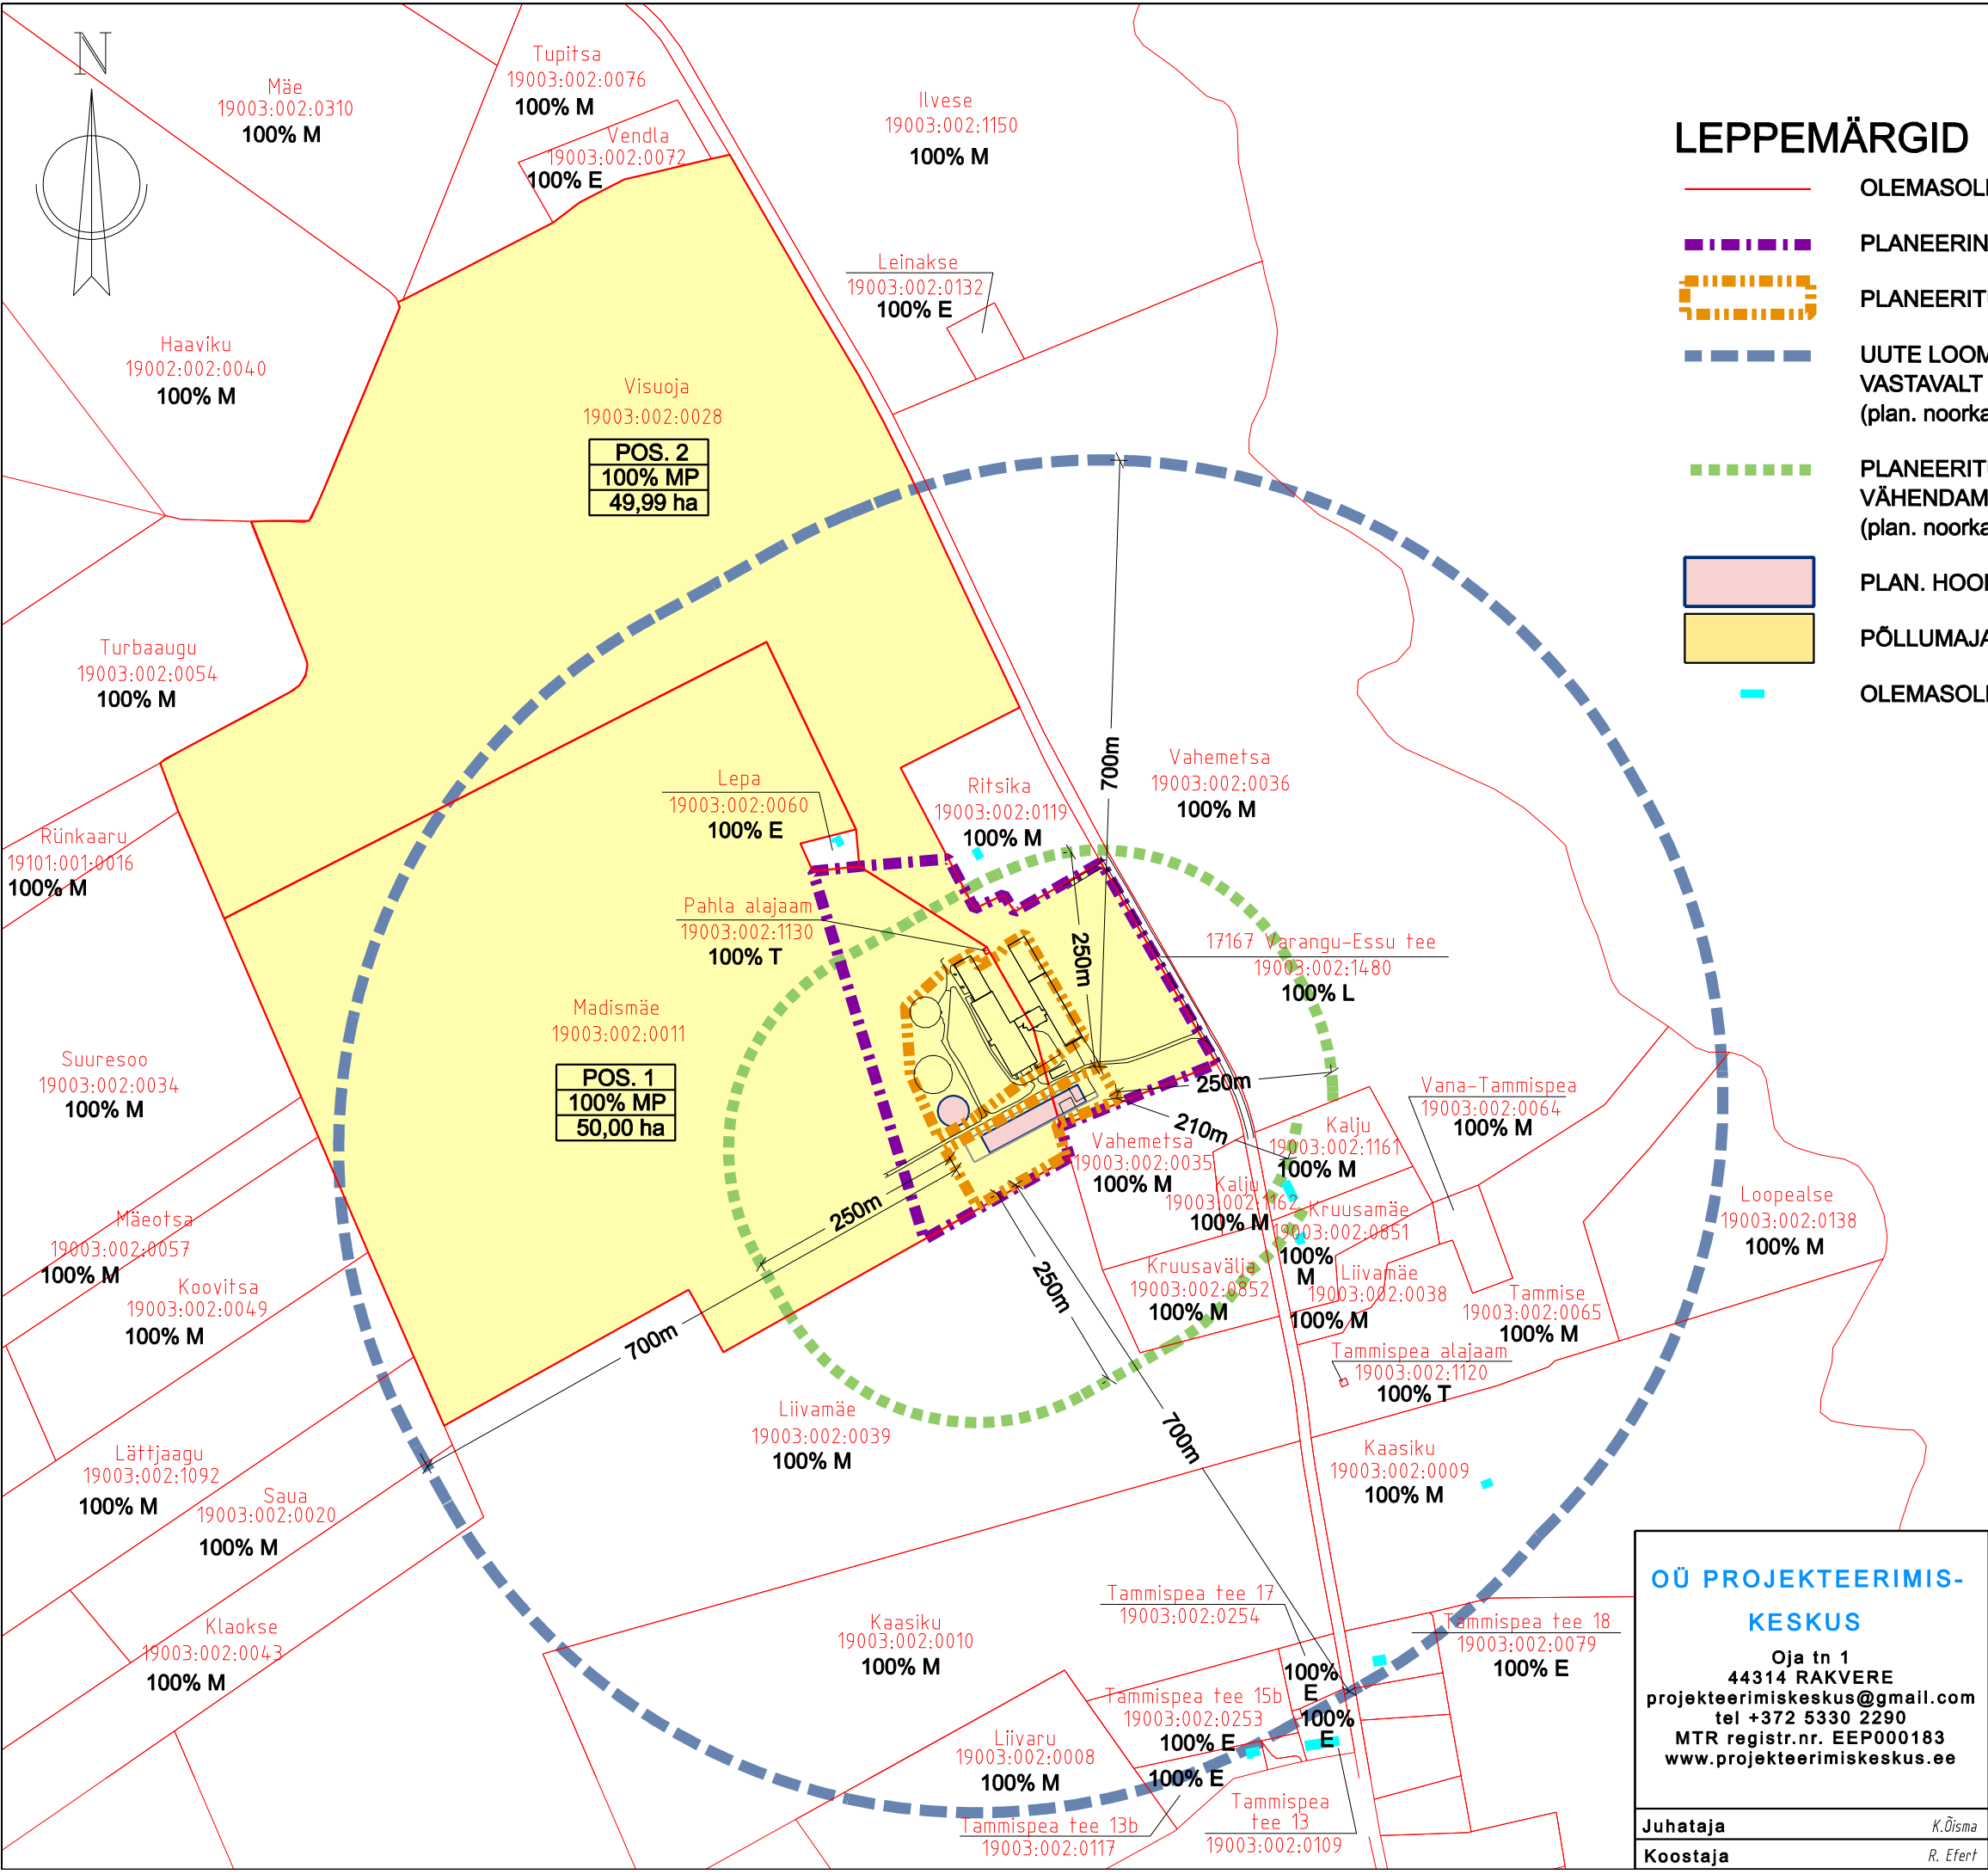 N
Mäe
19003:002:0310
100% M
Tupitsa
19003:002:0076
100% M
Vendla
19003:002:0072
100% E
Ilvese
19003:002:1150
100% M
Leinakse
19003:002:0132
100% E
Haaviku
19002:002:0040
100% M
Visuoja
19003:002:0028
POS. 2
100% MP
49,99 ha
LEPPEMÄRGID
OLEMASOL
PLANEERIN
PLANEERIT
UUTE LOOM
VASTAVALT
(plan. noorka
PLANEERIT
VÄHENDAM
(plan. noorka
PLAN. HOO
PÕLLUMAJA
OLEMASOL
Turbaaugu
19003:002:0054
100% M
Rünkaaru
19101:001:0016
100% M
Lepa
19003:002:0060
100% E
Ritsika
19003:002:0119
100% M
700m
Vahemetsa
19003:002:0036
100% M
Pahla alajaam
19003:002:1130
100% T
250m
17167 Varangu-Essu tee
19003:002:1480
100% L
Madismäe
19003:002:0011
POS. 1
100% MP
50,00 ha
Suuresoo
19003:002:0034
100% M
250m
210m
Vana-Tammispea
19003:002:0064
100% M
Vahemetsa
19003:002:0035
100% M
Kalju
19003:002:1161
100% M
Kalju
19003:002:1162
100% M
Kruusamäe
19003:002:0851
100%
M
Loopealse
19003:002:0138
100% M
Mäeotsa
19003:002:0057
100% M
Koovitsa
19003:002:0049
100% M
250m
700m
250m
Kruusavälja
19003:002:0852
100% M
Liivamäe
19003:002:0038
100% M
Tammise
19003:002:0065
100% M
Tammispea alajaam
19003:002:1120
100% T
Liivamäe
19003:002:0039
100% M
700m
Kaasiku
19003:002:0009
100% M
Lättjaagu
19003:002:1092
100% M
Saua
19003:002:0020
100% M
Klaokse
19003:002:0043
100% M
Kaasiku
19003:002:0010
100% M
Tammispea tee 17
19003:002:0254
100%
E
Tammispea tee 18
19003:002:0079
100% E
Tammispea tee 15b
19003:002:0253
100% E
100%
E
Liivaru
19003:002:0008
100% M
100% E
Tammispea tee 13b
19003:002:0117
Tammispea
tee 13
19003:002:0109
OÜ PROJEKTEERIMIS-
KESKUS
Oja tn 1
44314 RAKVERE
projekteerimiskeskus@gmail.com
tel +372 5330 2290
MTR registr.nr. EEP000183
www.projekteerimiskeskus.ee
Juhataja K.Õisma
Koostaja R. Efert